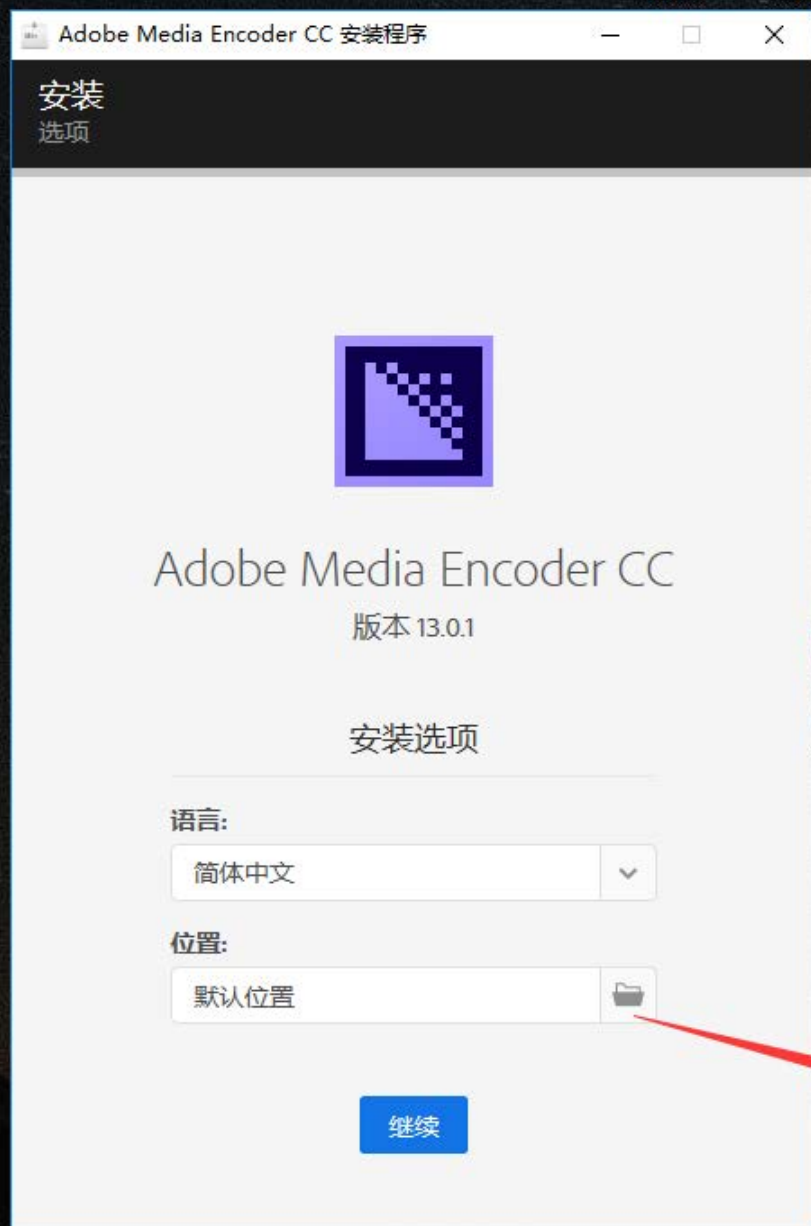 Adobe Media Encoder CC 安装程序
安装
选项
Adobe Media Encoder CC
版本 13.0.1
安装选项
语言:
简体中文
位置:
默认位置
继续